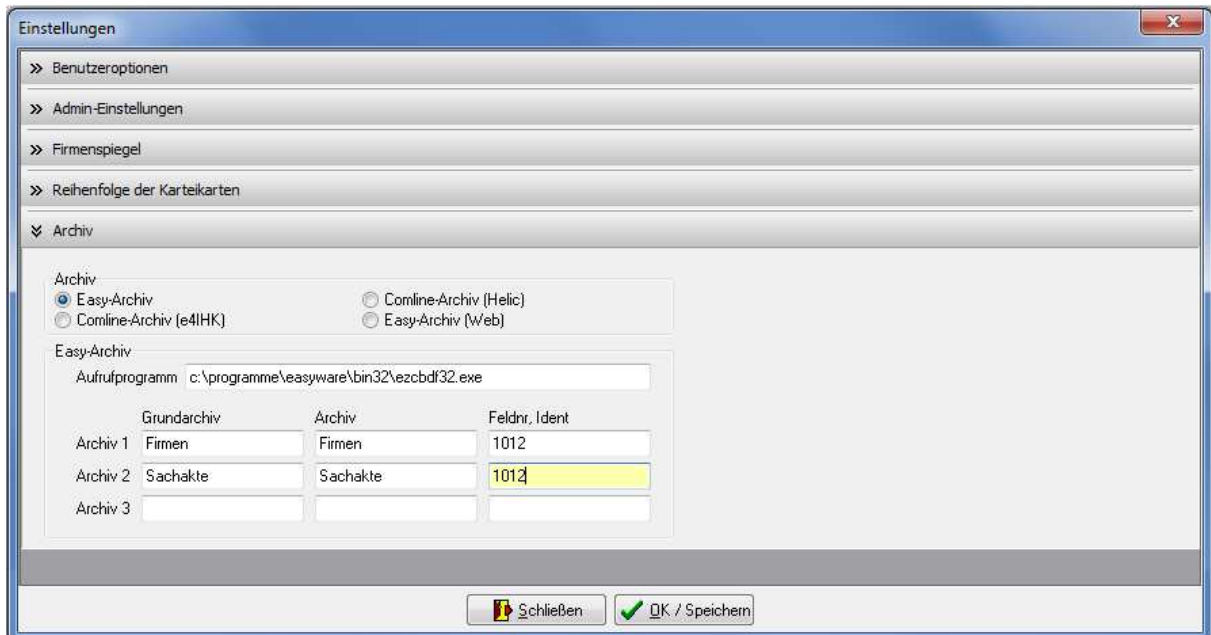 Einstellungen
Benutzeroptionen
Admin-Einstellungen
Firmenspiegel
Reihenfolge der Karteikarten
Archiv
Archiv
Easy-Archiv Comline-Archiv (Helic)
Comline-Archiv (e4IHK) Easy-Archiv (Web)
Easy-Archiv
Aufrufprogramm c:\programme\easyware\bin32\ezcbdf32.exe
Grundarchiv Archiv Feldnr, Ident
Archiv 1 Firmen Firmen 1012
Archiv 2 Sachakte Sachakte 1012
Archiv 3
Schließen OK / Speichern